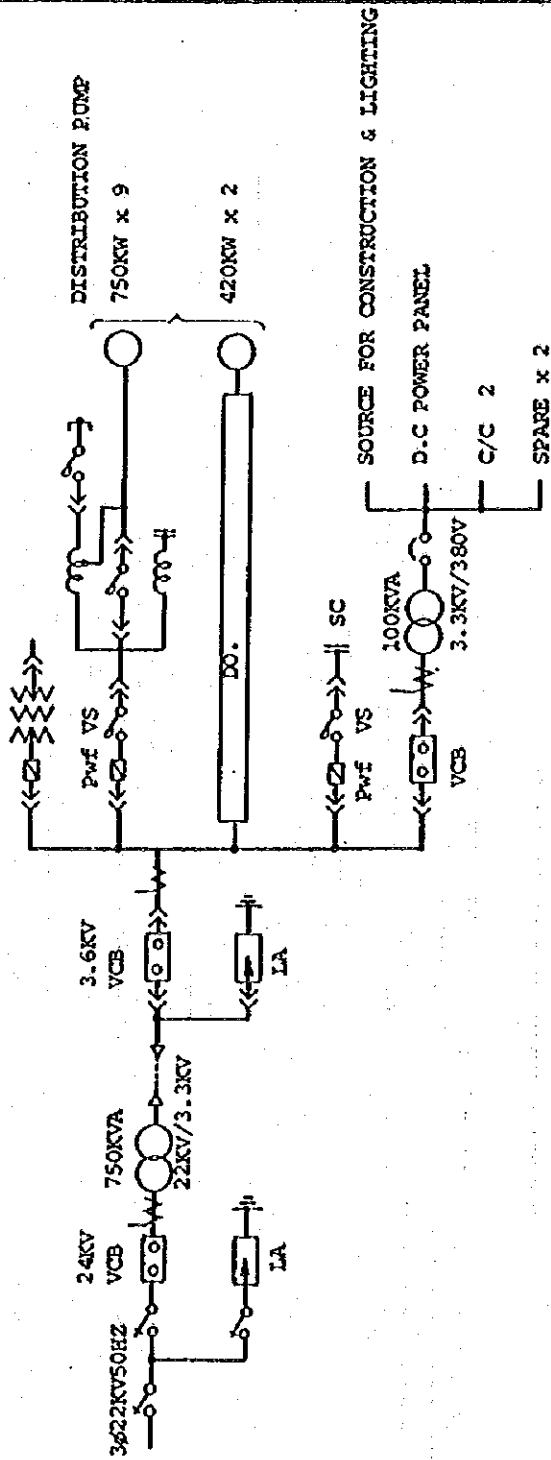 3ø22KV50HZ
24KV
VCB
LA
750KVA
22KV/3.3KV
3.6KV
VCB
LA
Pwf VS
DO.
DISTRIBUTION PUMP
750KW x 9
420KW x 2
Pwf VS
SC
VCB
100KVA
3.3KV/380V
SOURCE FOR CONSTRUCTION & LIGHTING
D.C POWER PANEL
C/C 2
SPARE x 2